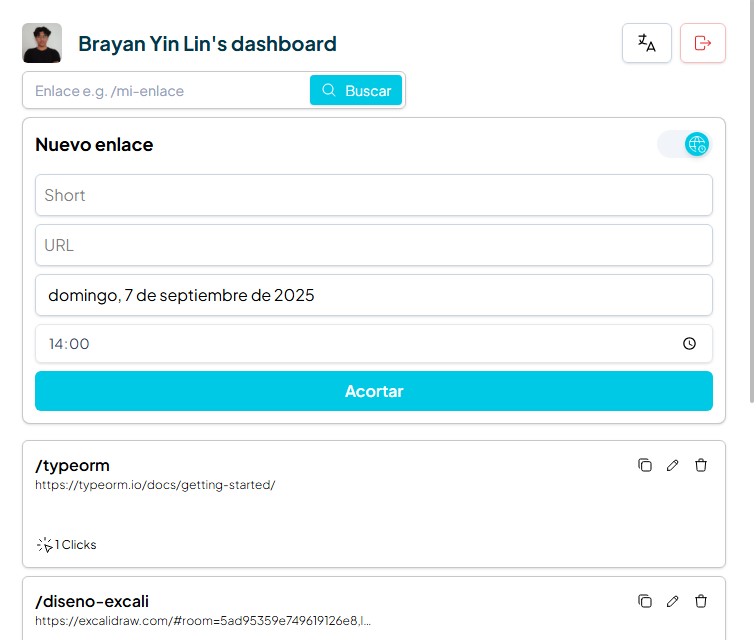 Brayan Yin Lin's dashboard
Enlace e.g. /mi-enlace
Buscar
Nuevo enlace
Short
URL
domingo, 7 de septiembre de 2025
14:00
Acortar
/typeorm
https://typeorm.io/docs/getting-started/
1 Clicks
/diseno-excali
https://excalidraw.com/#room=5ad95359e749619126e8,l...